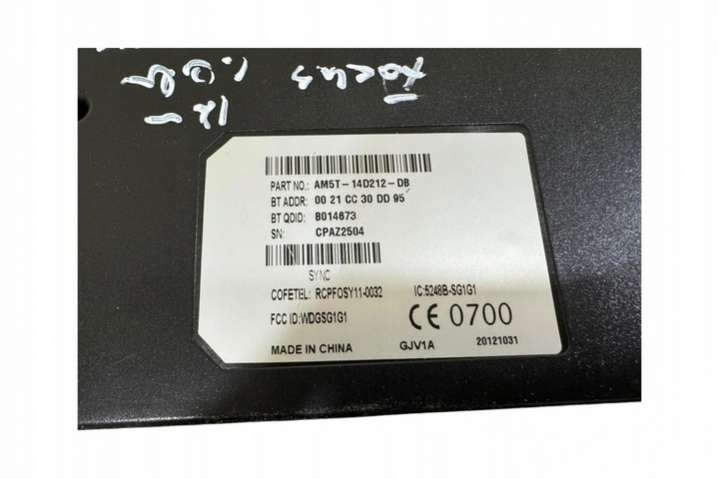 PART NO.: AM5T-14D212-DB
BT ADDR: 00 21 CC 30 DD 95
BT QDID: B014673
SN: CPAZ2504
SYNC
COFETEL: RCPFOSY11-0032 IC:5248B-SG1G1
FCC ID:WDGSG1G1 CE 0700
MADE IN CHINA GJV1A 20121031